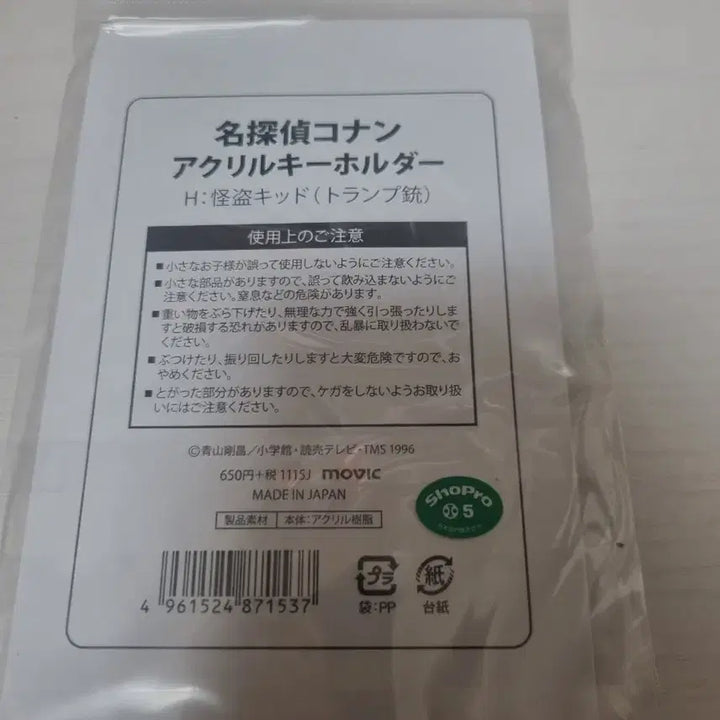 名探偵コナン
アクリルキーホルダー
H：怪盗キッド（トランプ銃）
使用上のご注意
■小さなお子様が誤って使用しないようにご注意ください。
■小さな部品がありますので、誤って飲み込まないようにご
注意ください。窒息などの危険があります。
■重い物をぶら下げたり、無理な力で強く引っ張ったりしま
すと破損する恐れがありますので、乱暴に取り扱わないで
ください。
■ぶつけたり、振り回したりしますと大変危険ですので、お
やめください。
■とがった部分がありますので、ケガをしないようお取り扱
いにはご注意ください。
©青山剛昌／小学館・読売テレビ・TMS 1996
650円+税 1115J movic
MADE IN JAPAN
製品素材 本体：アクリル樹脂
ShoPro
5
4 961524 871537
プラ
袋：PP
紙
台紙